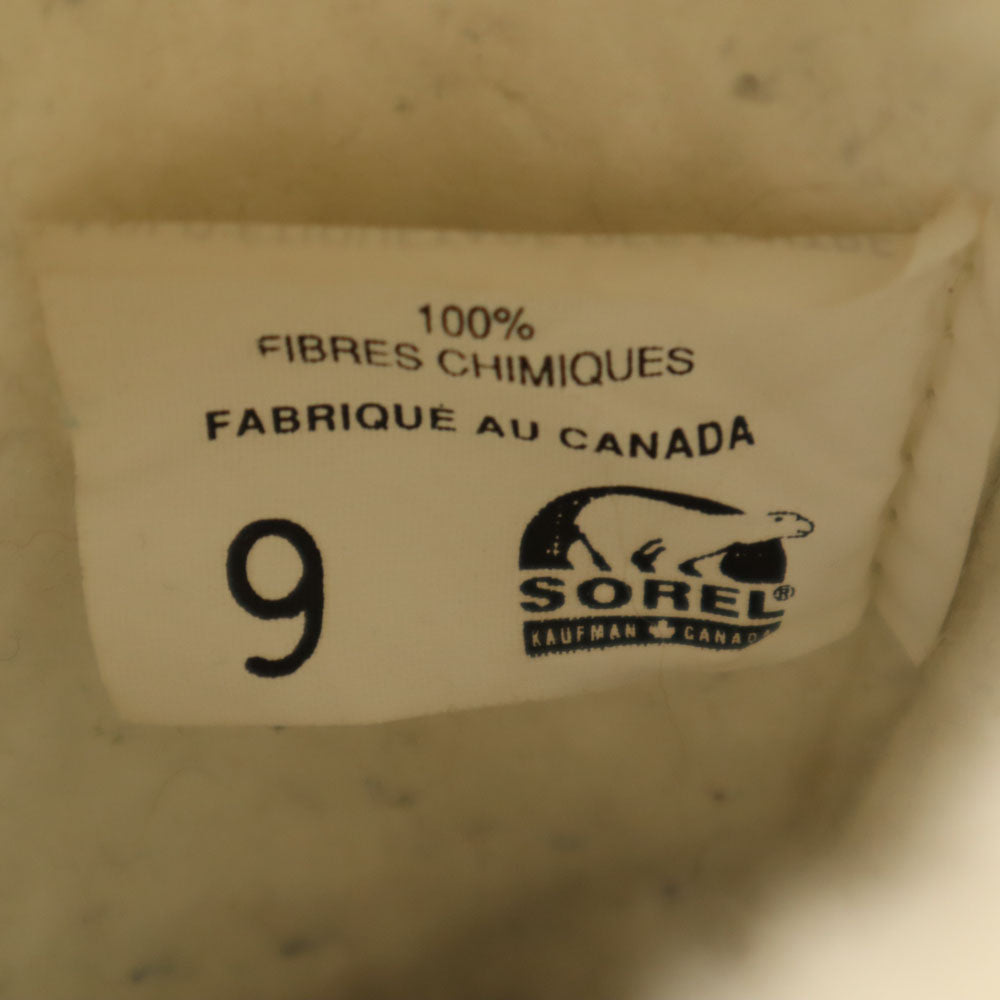 100%
FIBRES CHIMIQUES
FABRIQUÉ AU CANADA
9
SOREL®
KAUFMAN CANADA